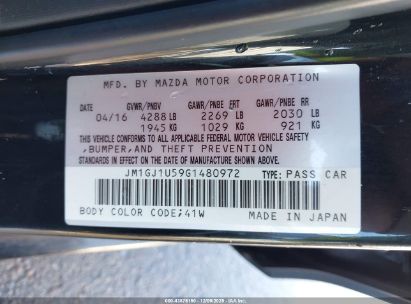 MFD. BY MAZDA MOTOR CORPORATION
GVWR/PNBV GAWR/PNBE FRT GAWR/PNBE RR
04/16 4288 LB 2269 LB 2030 LB
1945 KG 1029 KG 921 KG
THIS VEHICLE CONFORMS TO ALL APPLICABLE FEDERAL MOTOR VEHICLE SAFETY
,BUMPER,AND THEFT PREVENTION
STANDARDS IN EFFECT ON THE DATE OF MANUFACTURE SHOWN ABOVE.
JM1GJ1U59G1480972 TYPE: PASS CAR
BODY COLOR CODE;41W MADE IN JAPAN